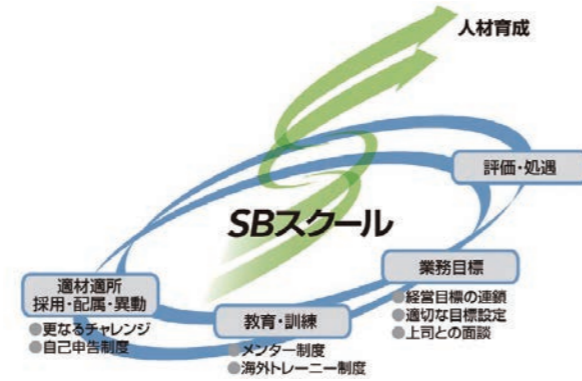 人材育成
評価・処遇
SBスクール
業務目標
●経営目標の連鎖
●適切な目標設定
●上司との面談
適材適所
採用・配属・異動
●更なるチャレンジ
●自己申告制度
教育・訓練
●メンター制度
●海外トレーニー制度